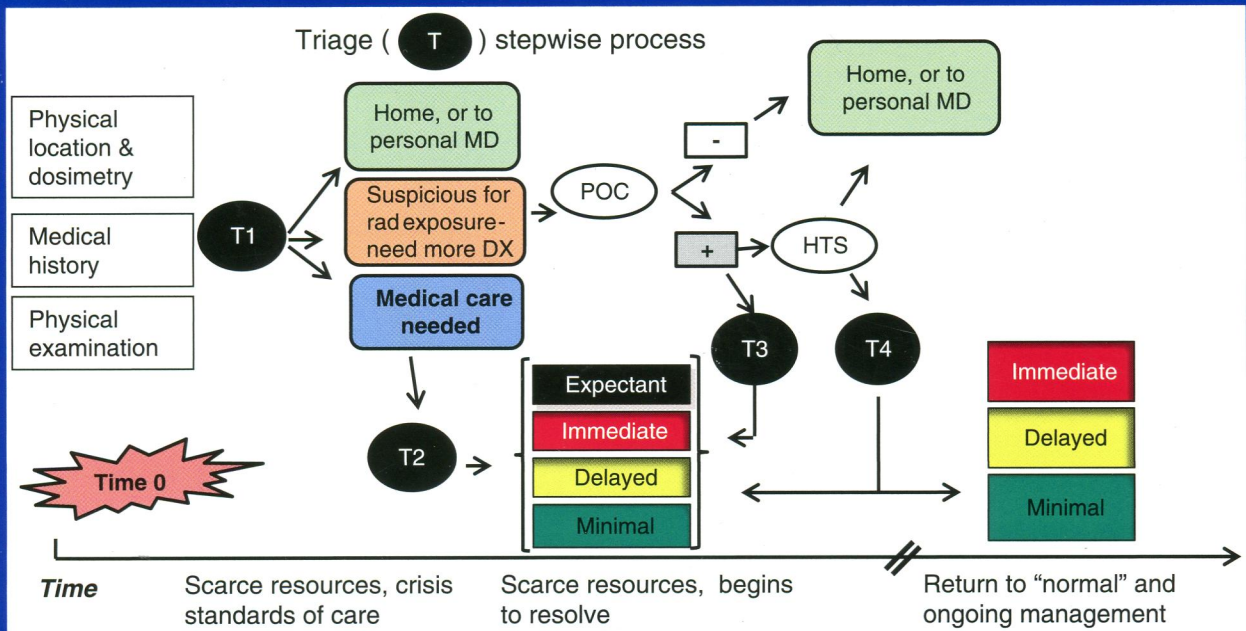 Triage ( T ) stepwise process
Physical
location &
dosimetry
Medical
history
Physical
examination
T1
Home, or to
personal MD
Suspicious for
rad exposure-
need more DX
Medical care
needed
POC
-
+
HTS
Home, or to
personal MD
T2
T3
T4
Expectant
Immediate
Delayed
Minimal
Immediate
Delayed
Minimal
Time 0
Time
Scarce resources, crisis
standards of care
Scarce resources, begins
to resolve
Return to "normal" and
ongoing management